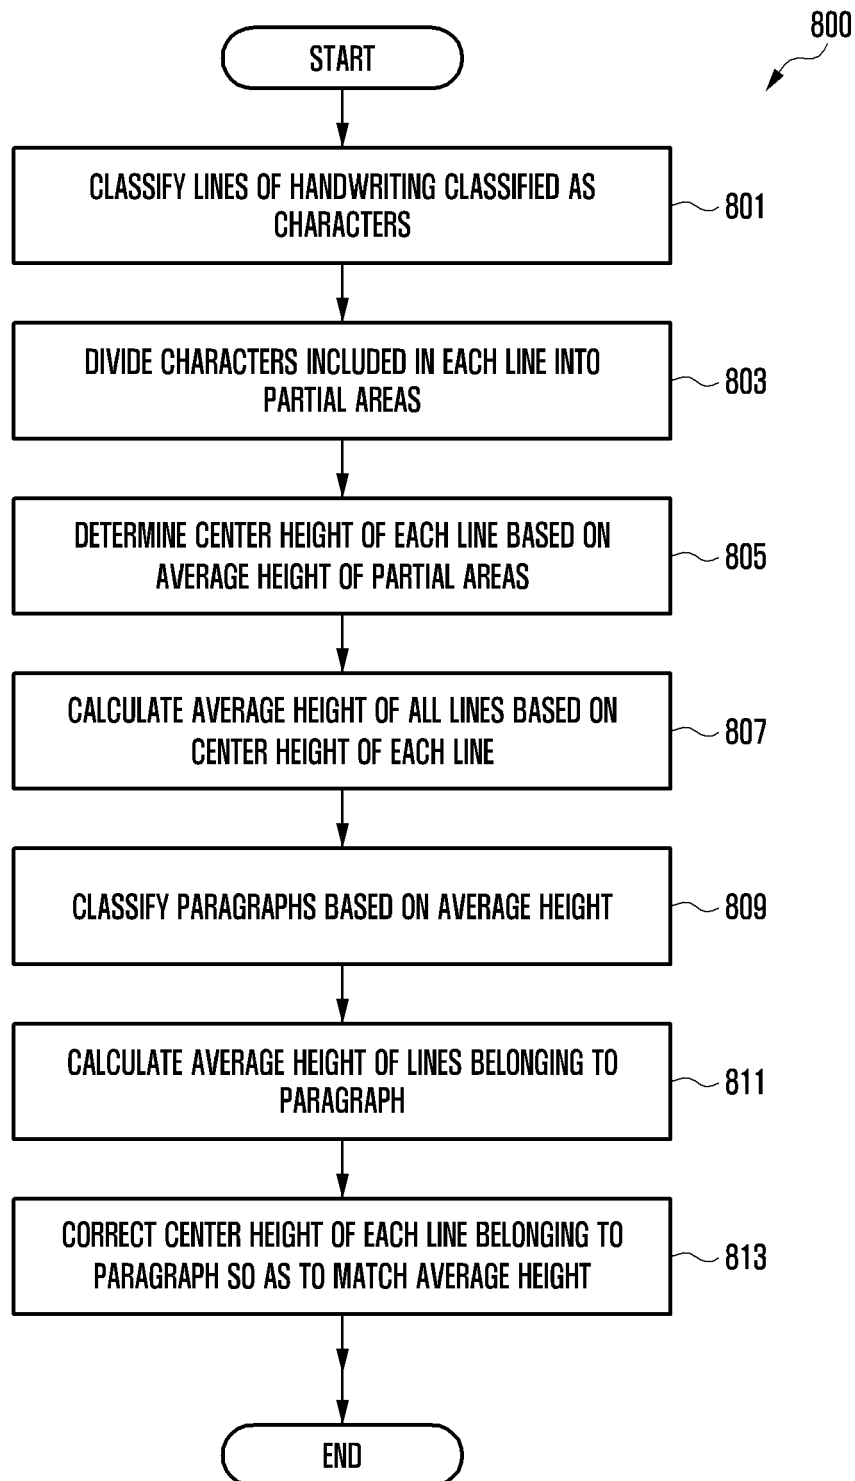 800
START
CLASSIFY LINES OF HANDWRITING CLASSIFIED AS
CHARACTERS
801
DIVIDE CHARACTERS INCLUDED IN EACH LINE INTO
PARTIAL AREAS
803
DETERMINE CENTER HEIGHT OF EACH LINE BASED ON
AVERAGE HEIGHT OF PARTIAL AREAS
805
CALCULATE AVERAGE HEIGHT OF ALL LINES BASED ON
CENTER HEIGHT OF EACH LINE
807
CLASSIFY PARAGRAPHS BASED ON AVERAGE HEIGHT
809
CALCULATE AVERAGE HEIGHT OF LINES BELONGING TO
PARAGRAPH
811
CORRECT CENTER HEIGHT OF EACH LINE BELONGING TO
PARAGRAPH SO AS TO MATCH AVERAGE HEIGHT
813
END